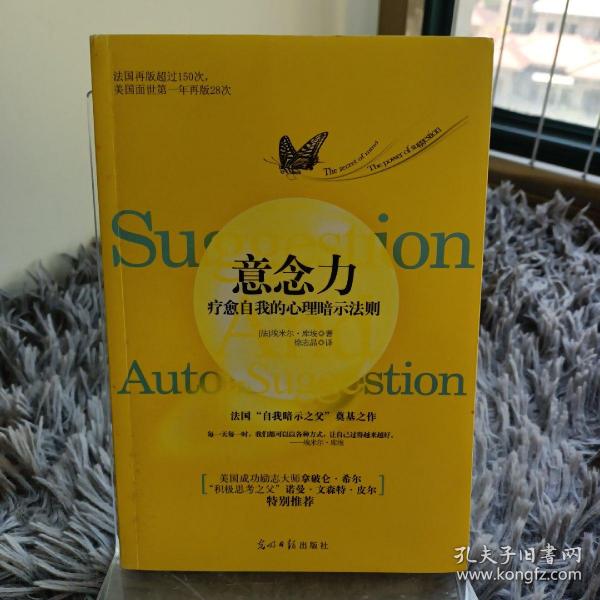 法国再版超过150次，
美国面世第一年再版28次
The secret of mind
The power of suggestion
Suggestion
意念力
疗愈自我的心理暗示法则
And
[法]埃米尔·库埃◎著
徐志晶◎译
Auto-Suggestion
法国“自我暗示之父”奠基之作
每一天每一时，我们都可以以各种方式，让自己过得越来越好。
——埃米尔·库埃
美国成功励志大师拿破仑·希尔
“积极思考之父”诺曼·文森特·皮尔
特别推荐
光明日报出版社
孔夫子旧书网
www.kongfz.com